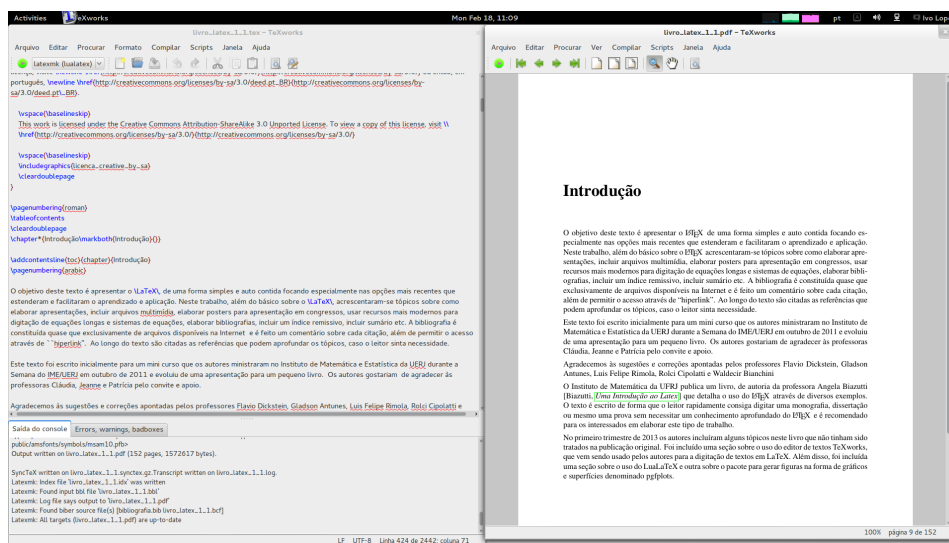 Activities TeXworks Mon Feb 18, 11:09 pt Ivo Lop
livro_latex_1_1.tex - TeXworks
Arquivo Editar Procurar Formato Compilar Scripts Janela Ajuda
latexmk (lualatex)
português, \newline \href{http://creativecommons.org/licenses/by-sa/3.0/deed.pt_BR}{http://creativecommons.org/licenses/by-
sa/3.0/deed.pt\_BR}.
\vspace{\baselineskip}
This work is licensed under the Creative Commons Attribution-ShareAlike 3.0 Unported License. To view a copy of this license, visit \\
\href{http://creativecommons.org/licenses/by-sa/3.0/}{http://creativecommons.org/licenses/by-sa/3.0/}
\vspace{\baselineskip}
\includegraphics{licenca_creative_by_sa}
\cleardoublepage
}
\pagenumbering{roman}
\tableofcontents
\cleardoublepage
\chapter*{Introdução\markboth{Introdução}{}}
\addcontentsline{toc}{chapter}{Introdução}
\pagenumbering{arabic}
O objetivo deste texto é apresentar o \LaTeX\, de uma forma simples e auto contida focando especialmente nas opções mais recentes que
estenderam e facilitaram o aprendizado e aplicação. Neste trabalho, além do básico sobre o \LaTeX\, acrescentaram-se tópicos sobre como
elaborar apresentações, incluir arquivos multimídia, elaborar posters para apresentação em congressos, usar recursos mais modernos para
digitação de equações longas e sistemas de equações, elaborar bibliografias, incluir um índice remissivo, incluir sumário etc. A bibliografia é
constituída quase que exclusivamente de arquivos disponíveis na Internet e é feito um comentário sobre cada citação, além de permitir o acesso
através de ``hiperlink''. Ao longo do texto são citadas as referências que podem aprofundar os tópicos, caso o leitor sinta necessidade.
Este texto foi escrito inicialmente para um mini curso que os autores ministraram no Instituto de Matemática e Estatística da UERJ durante a
Semana do IME/UERJ em outubro de 2011 e evoluiu de uma apresentação para um pequeno livro. Os autores gostariam de agradecer às
professoras Cláudia, Jeanne e Patrícia pelo convite e apoio.
Agradecemos às sugestões e correções apontadas pelos professores Flavio Dickstein, Gladson Antunes, Luis Felipe Rimola, Rolci Cipolatti e
Saída do console Errors, warnings, badboxes
public/amsfonts/symbols/msam10.pfb>
Output written on livro_latex_1_1.pdf (152 pages, 1572617 bytes).
SyncTeX written on livro_latex_1_1.synctex.gz.Transcript written on livro_latex_1_1.log.
Latexmk: Index file 'livro_latex_1_1.idx' was written
Latexmk: Found input bbl file 'livro_latex_1_1.bbl'
Latexmk: Log file says output to 'livro_latex_1_1.pdf'
Latexmk: Found biber source file(s) [bibliografia.bib livro_latex_1_1.bcf]
Latexmk: All targets (livro_latex_1_1.pdf) are up-to-date
LF UTF-8 Linha 424 de 2442; coluna 71
livro_latex_1_1.pdf - TeXworks
Arquivo Editar Procurar Ver Compilar Scripts Janela Ajuda
Introdução
O objetivo deste texto é apresentar o LATEX de uma forma simples e auto contida focando es-
pecialmente nas opções mais recentes que estenderam e facilitaram o aprendizado e aplicação.
Neste trabalho, além do básico sobre o LATEX acrescentaram-se tópicos sobre como elaborar apre-
sentações, incluir arquivos multimídia, elaborar posters para apresentação em congressos, usar
recursos mais modernos para digitação de equações longas e sistemas de equações, elaborar bibli-
ografias, incluir um índice remissivo, incluir sumário etc. A bibliografia é constituída quase que
exclusivamente de arquivos disponíveis na Internet e é feito um comentário sobre cada citação,
além de permitir o acesso através de “hiperlink”. Ao longo do texto são citadas as referências que
podem aprofundar os tópicos, caso o leitor sinta necessidade.
Este texto foi escrito inicialmente para um mini curso que os autores ministraram no Instituto de
Matemática e Estatística da UERJ durante a Semana do IME/UERJ em outubro de 2011 e evoluiu
de uma apresentação para um pequeno livro. Os autores gostariam de agradecer às professoras
Cláudia, Jeanne e Patrícia pelo convite e apoio.
Agradecemos às sugestões e correções apontadas pelos professores Flavio Dickstein, Gladson
Antunes, Luis Felipe Rimola, Rolci Cipolatti e Waldecir Bianchini
O Instituto de Matemática da UFRJ publica um livro, de autoria da professora Angela Biazutti
[Biazutti, Uma Introdução ao Latex] que detalha o uso do LATEX através de diversos exemplos.
O texto é escrito de forma que o leitor rapidamente consiga digitar uma monografia, dissertação
ou mesmo uma prova sem necessitar um conhecimento aprofundado do LATEX e é recomendado
para os interessados em elaborar este tipo de trabalho.
No primeiro trimestre de 2013 os autores incluíram alguns tópicos neste livro que não tinham sido
tratados na publicação original. Foi incluído uma seção sobre o uso do editor de textos TeXworks,
que vem sendo usado pelos autores para a digitação de textos em LaTeX. Além disso, foi incluída
uma seção sobre o uso do LuaLaTeX e outra sobre o pacote para gerar figuras na forma de gráficos
e superfícies denominado pgfplots.
100% página 9 de 152